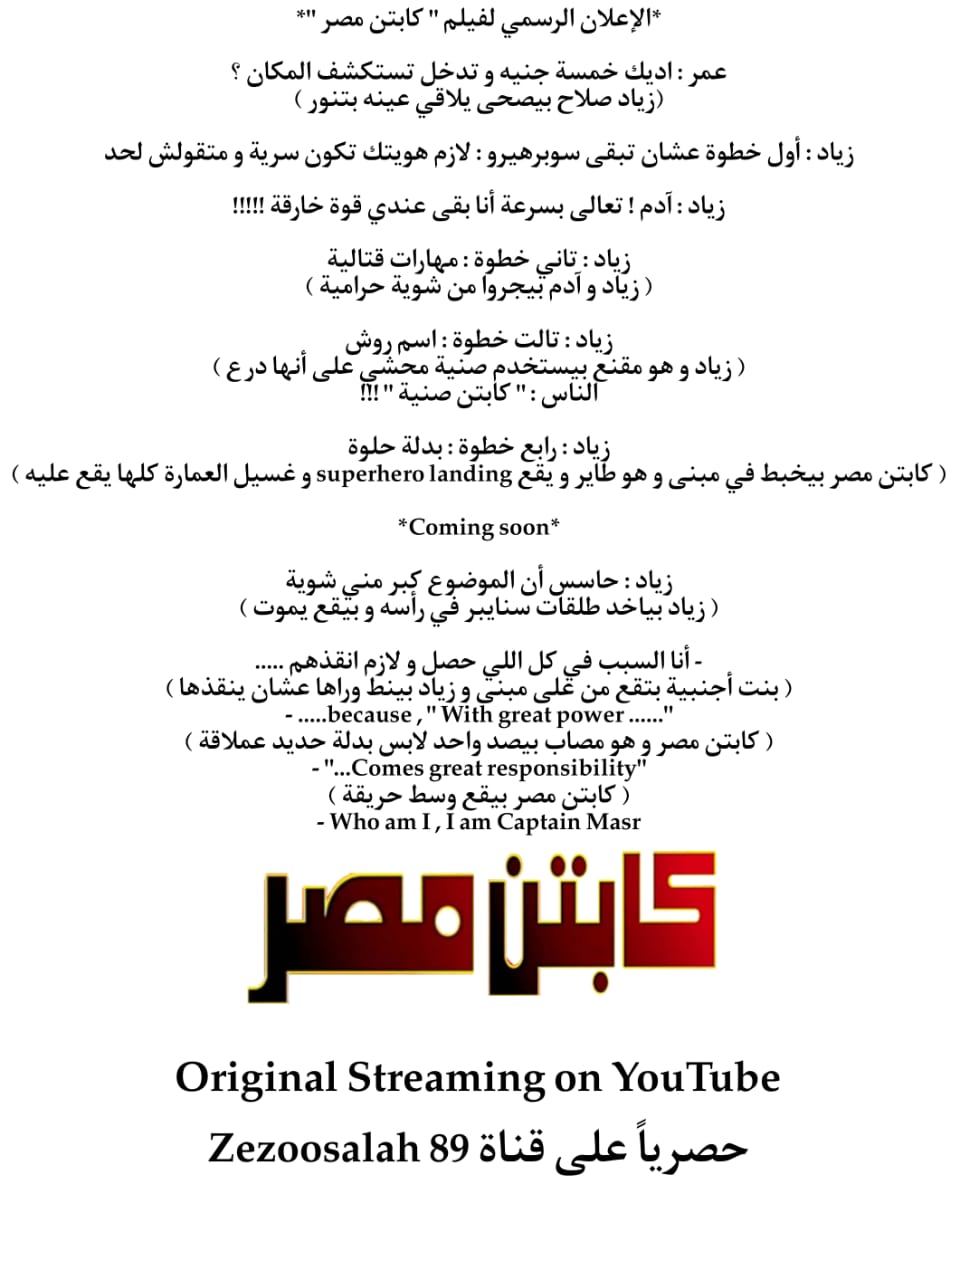 *الإعلان الرسمي لفيلم " كابتن مصر "*
عمر : اديك خمسة جنيه و تدخل تستكشف المكان ؟
(زياد صلاح بيصحى يلاقي عينه بتنور )
زياد : أول خطوة عشان تبقى سوبرهيرو : لازم هويتك تكون سرية و متقولش لحد
زياد : آدم ! تعالى بسرعة أنا بقى عندي قوة خارقة !!!!!
زياد : تاني خطوة : مهارات قتالية
( زياد و آدم بيجروا من شوية حرامية )
زياد : تالت خطوة : اسم روش
( زياد و هو مقنع بيستخدم صنية محشي على أنها درع )
الناس : " كابتن صنية " !!!
زياد : رابع خطوة : بدلة حلوة
( كابتن مصر بيخبط في مبنى و هو طاير و يقع superhero landing و غسيل العمارة كلها يقع عليه )
*Coming soon*
زياد : حاسس أن الموضوع كبر مني شوية
( زياد بياخد طلقات سنايبر في رأسه و بيقع يموت )
- أنا السبب في كل اللي حصل و لازم انقذهم .....
( بنت أجنبية بتقع من على مبنى و زياد بينط وراها عشان ينقذها )
- .....because , " With great power ......"
( كابتن مصر و هو مصاب بيصد واحد لابس بدلة حديد عملاقة )
- "...Comes great responsibility"
( كابتن مصر بيقع وسط حريقة )
- Who am I , I am Captain Masr
كابتن مصر
Original Streaming on YouTube
حصرياً على قناة Zezoosalah 89